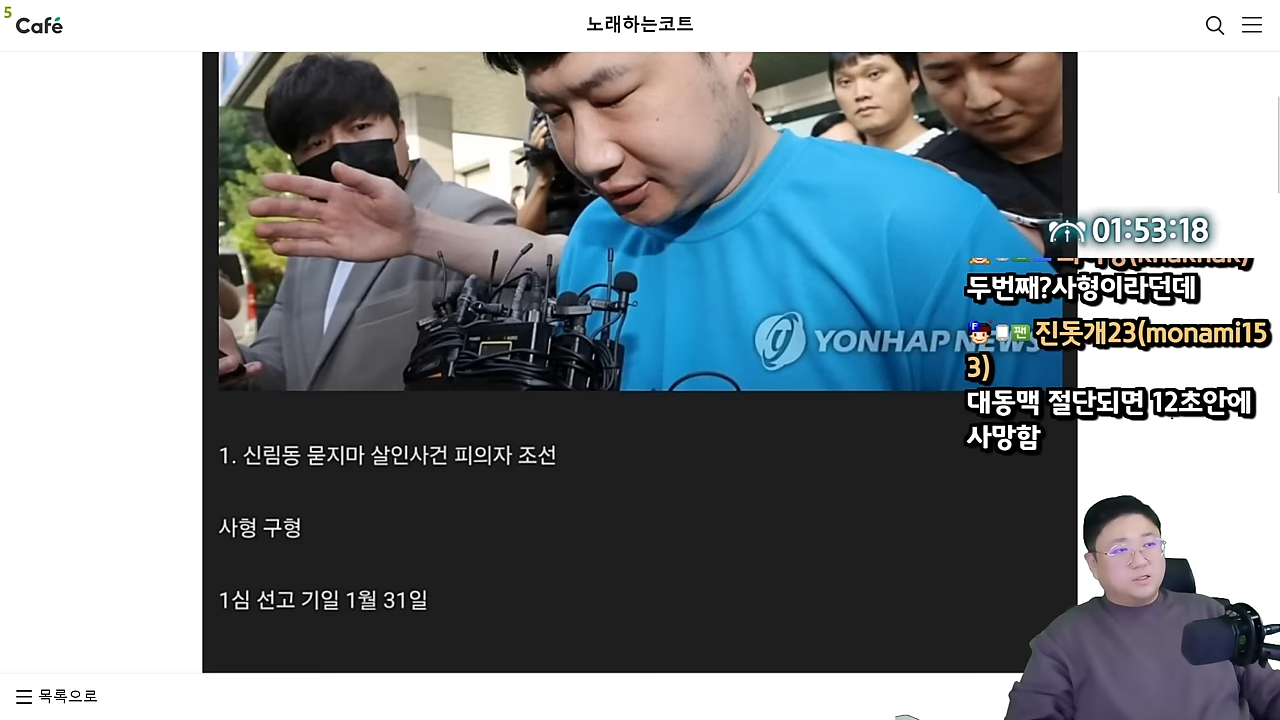 5
Café
노래하는코트
YONHAP NEWS
01:53:18
두번째?사형이라던데
진돗개23(monami15
3)
대동맥 절단되면 12초안에
사망함
1. 신림동 묻지마 살인사건 피의자 조선
사형 구형
1심 선고 기일 1월 31일
목록으로